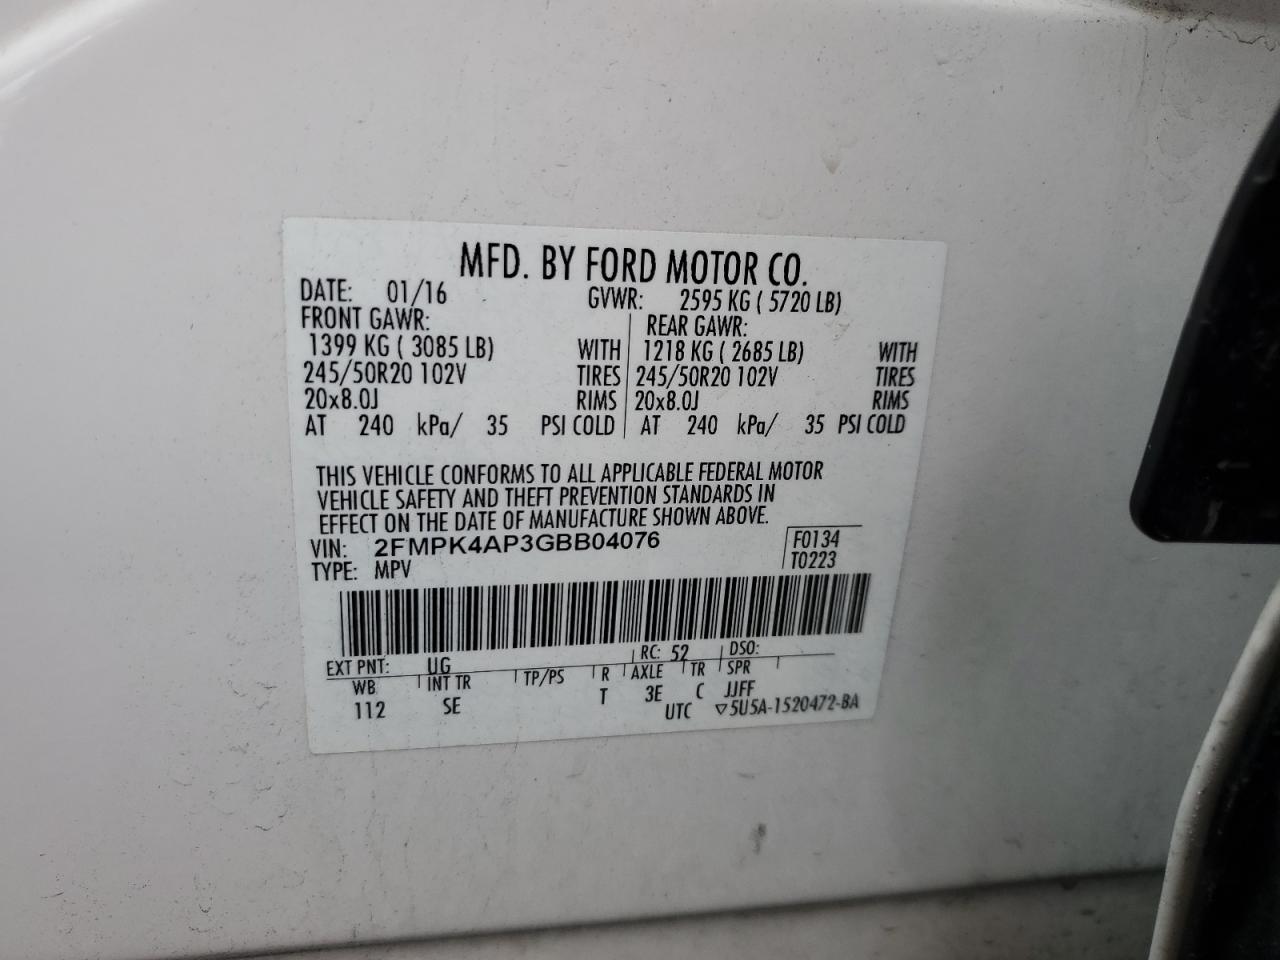 MFD. BY FORD MOTOR CO.
DATE: 01/16 GVWR: 2595 KG ( 5720 LB)
FRONT GAWR: REAR GAWR:
1399 KG ( 3085 LB) WITH 1218 KG ( 2685 LB) WITH
245/50R20 102V TIRES 245/50R20 102V TIRES
20x8.0J RIMS 20x8.0J RIMS
AT 240 kPa/ 35 PSI COLD AT 240 kPa/ 35 PSI COLD
THIS VEHICLE CONFORMS TO ALL APPLICABLE FEDERAL MOTOR
VEHICLE SAFETY AND THEFT PREVENTION STANDARDS IN
EFFECT ON THE DATE OF MANUFACTURE SHOWN ABOVE.
VIN: 2FMPK4AP3GBB04076 F0134
TYPE: MPV T0223
EXT PNT: UG RC: 52 DSO:
WB INT TR TP/PS R AXLE TR SPR
112 SE T 3E C JJFF
UTC ▽5U5A-1520472-BA